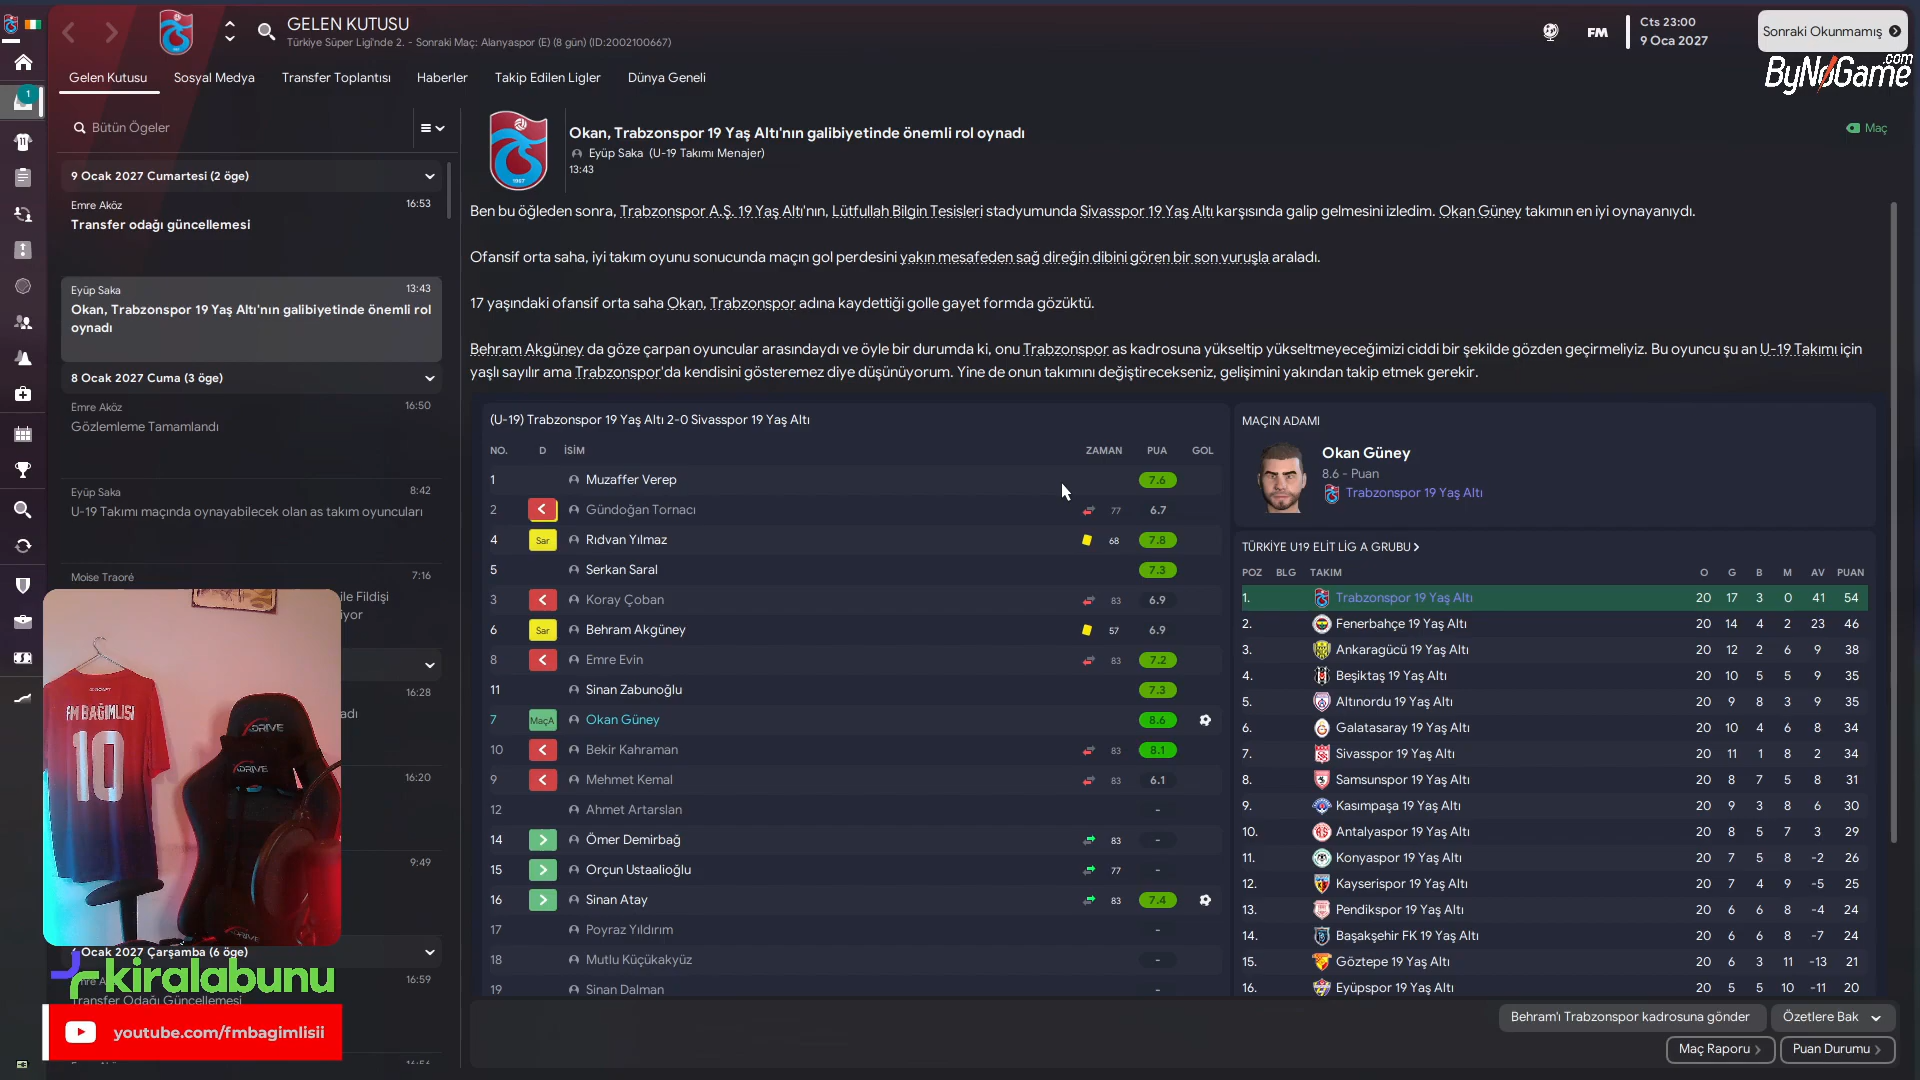 GELEN KUTUSU
Türkiye Süper Ligi'nde 2. - Sonraki Maç: Alanyaspor (E) (8 gün) (ID:2002100667)
FM
Cts 23:00
9 Oca 2027
Sonraki Okunmamış
ByNoGame.com
Gelen Kutusu Sosyal Medya Transfer Toplantısı Haberler Takip Edilen Ligler Dünya Geneli
1
11
Bütün Ögeler
9 Ocak 2027 Cumartesi (2 öge)
Emre Aköz 16:53
Transfer odağı güncellemesi
Eyüp Saka 13:43
Okan, Trabzonspor 19 Yaş Altı'nın galibiyetinde önemli rol
oynadı
8 Ocak 2027 Cuma (3 öge)
Emre Aköz 16:50
Gözlemleme Tamamlandı
Eyüp Saka 8:42
U-19 Takımı maçında oynayabilecek olan as takım oyuncuları
Moise Traoré 7:16
ile Fildişi
16:28
16:20
9:49
Ocak 2027 Çarşamba (6 öge)
16:59
Transfer Odağı Güncellemesi
FM BAĞIMLISI
10
XDRIVE
XDRIVE
kiralabunu
youtube.com/fmbagimlisii
Okan, Trabzonspor 19 Yaş Altı'nın galibiyetinde önemli rol oynadı
Eyüp Saka (U-19 Takımı Menajer)
13:43
Maç
Ben bu öğleden sonra, Trabzonspor A.Ş. 19 Yaş Altı'nın, Lütfullah Bilgin Tesisleri stadyumunda Sivasspor 19 Yaş Altı karşısında galip gelmesini izledim. Okan Güney takımın en iyi oynayanıydı.
Ofansif orta saha, iyi takım oyunu sonucunda maçın gol perdesini yakın mesafeden sağ direğin dibini gören bir son vuruşla araladı.
17 yaşındaki ofansif orta saha Okan, Trabzonspor adına kaydettiği golle gayet formda gözüktü.
Behram Akgüney da göze çarpan oyuncular arasındaydı ve öyle bir durumda ki, onu Trabzonspor as kadrosuna yükseltip yükseltmeyeceğimizi ciddi bir şekilde gözden geçirmeliyiz. Bu oyuncu şu an U-19 Takımı için
yaşlı sayılır ama Trabzonspor'da kendisini gösteremez diye düşünüyorum. Yine de onun takımını değiştirecekseniz, gelişimini yakından takip etmek gerekir.
(U-19) Trabzonspor 19 Yaş Altı 2-0 Sivasspor 19 Yaş Altı
NO. D İSİM ZAMAN PUA GOL
1 Muzaffer Verep 7.6
2 Gündoğan Tornacı 77 6.7
4 Sar Rıdvan Yılmaz 68 7.8
5 Serkan Saral 7.3
3 Koray Çoban 83 6.9
6 Sar Behram Akgüney 57 6.9
8 Emre Evin 83 7.2
11 Sinan Zabunoğlu 7.3
7 MaçA Okan Güney 8.6
10 Bekir Kahraman 83 8.1
9 Mehmet Kemal 83 6.1
12 Ahmet Artarslan -
14 Ömer Demirbağ 83 -
15 Orçun Ustaalioğlu 77 -
16 Sinan Atay 83 7.4
17 Poyraz Yıldırım -
18 Mutlu Küçükakyüz -
19 Sinan Dalman -
MAÇIN ADAMI
Okan Güney
8.6 - Puan
Trabzonspor 19 Yaş Altı
TÜRKİYE U19 ELİT LİG A GRUBU
POZ BLG TAKIM O G B M AV PUAN
1. Trabzonspor 19 Yaş Altı 20 17 3 0 41 54
2. Fenerbahçe 19 Yaş Altı 20 14 4 2 23 46
3. Ankaragücü 19 Yaş Altı 20 12 2 6 9 38
4. Beşiktaş 19 Yaş Altı 20 10 5 5 9 35
5. Altınordu 19 Yaş Altı 20 9 8 3 9 35
6. Galatasaray 19 Yaş Altı 20 10 4 6 8 34
7. Sivasspor 19 Yaş Altı 20 11 1 8 2 34
8. Samsunspor 19 Yaş Altı 20 8 7 5 8 31
9. Kasımpaşa 19 Yaş Altı 20 9 3 8 6 30
10. Antalyaspor 19 Yaş Altı 20 8 5 7 3 29
11. Konyaspor 19 Yaş Altı 20 7 5 8 -2 26
12. Kayserispor 19 Yaş Altı 20 7 4 9 -5 25
13. Pendikspor 19 Yaş Altı 20 6 6 8 -4 24
14. Başakşehir FK 19 Yaş Altı 20 6 6 8 -7 24
15. Göztepe 19 Yaş Altı 20 6 3 11 -13 21
16. Eyüpspor 19 Yaş Altı 20 5 5 10 -11 20
Behram'ı Trabzonspor kadrosuna gönder
Özetlere Bak
Maç Raporu
Puan Durumu